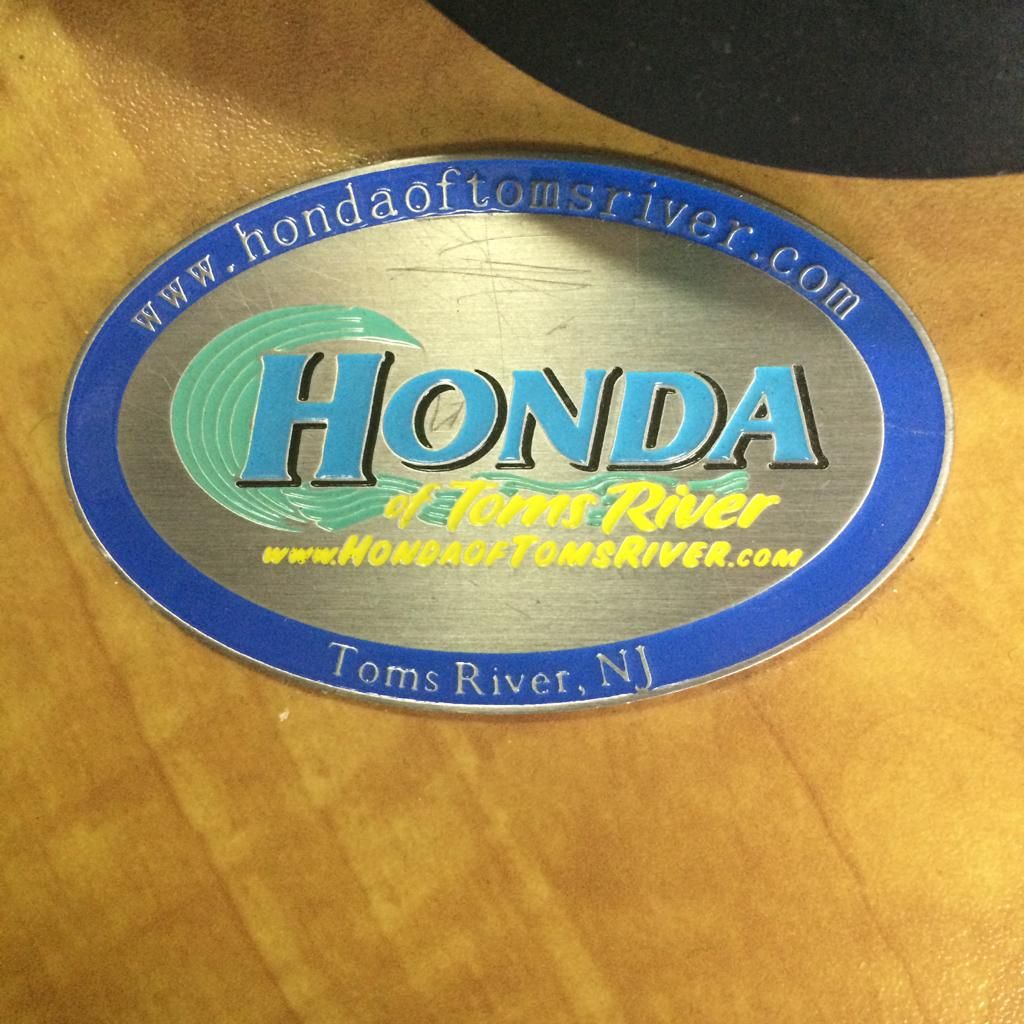 www.hondaoftomsriver.com
HONDA
of Toms River
www.HONDAOFTOMSRIVER.COM
Toms River, NJ